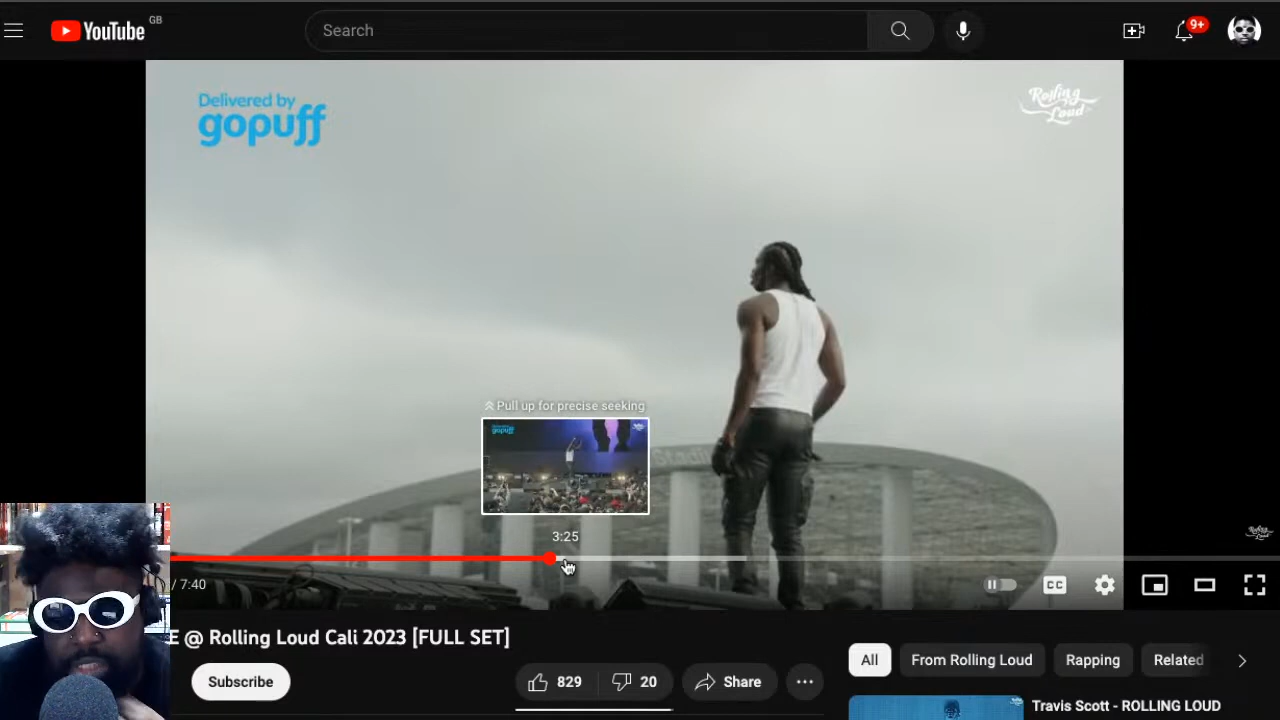 YouTube
GB
Search
9+
Delivered by
gopuff
Rolling
Loud
Pull up for precise seeking
gopuff
3:25
/ 7:40
CC
E @ Rolling Loud Cali 2023 [FULL SET]
Subscribe
829
20
Share
All
From Rolling Loud
Rapping
Related
Travis Scott - ROLLING LOUD